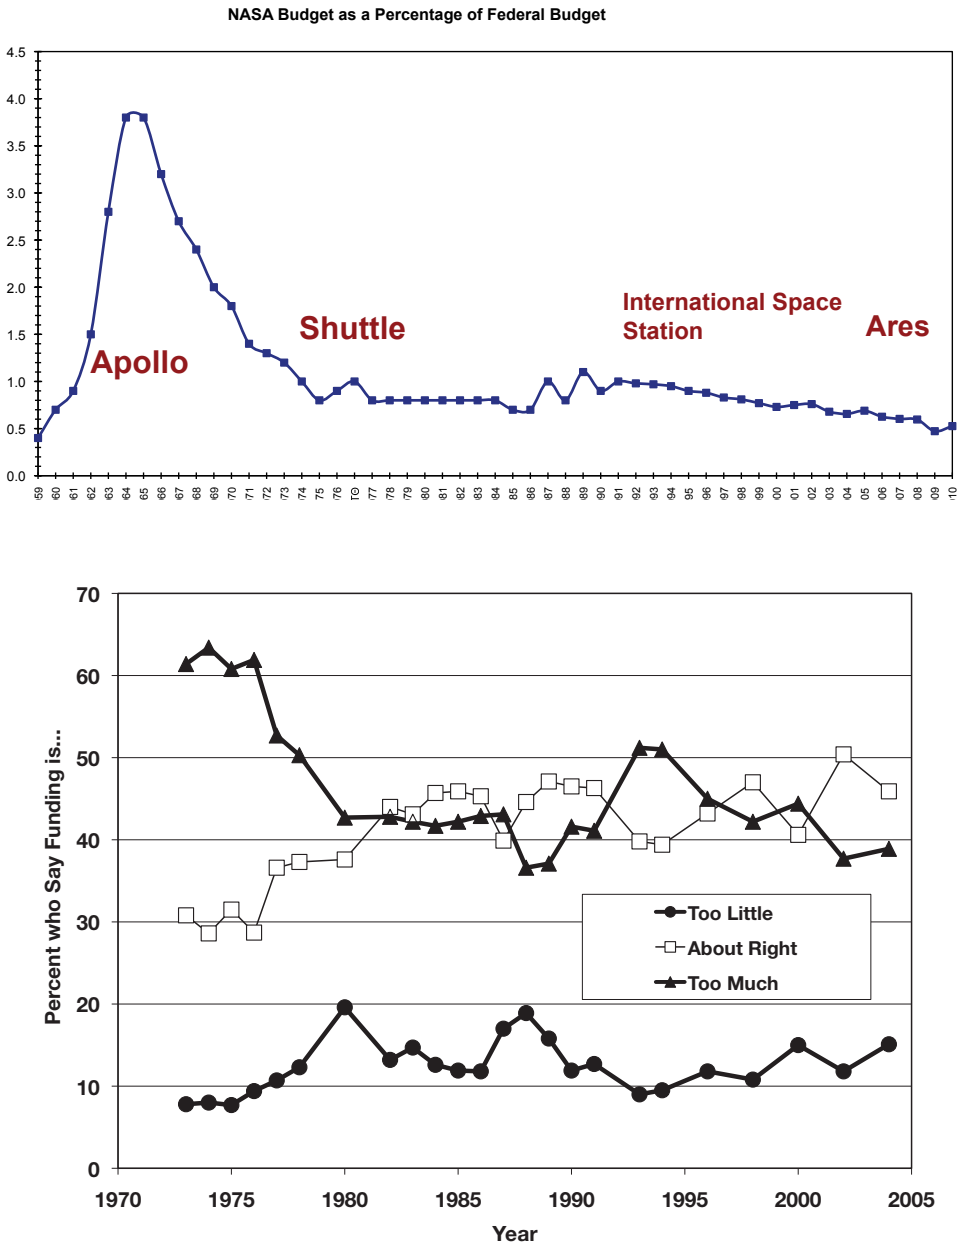 NASA Budget as a Percentage of Federal Budget
4.5
4.0
3.5
3.0
2.5
2.0
1.5
1.0
0.5
0.0
Apollo
Shuttle
International Space
Station
Ares
59 60 61 62 63 64 65 66 67 68 69 70 71 72 73 74 75 76 TQ 77 78 79 80 81 82 83 84 85 86 87 88 89 90 91 92 93 94 95 96 97 98 99 00 01 02 03 04 05 06 07 08 09 10
Percent who Say Funding is...
70
60
50
40
30
20
10
0
Too Little
About Right
Too Much
1970 1975 1980 1985 1990 1995 2000 2005
Year